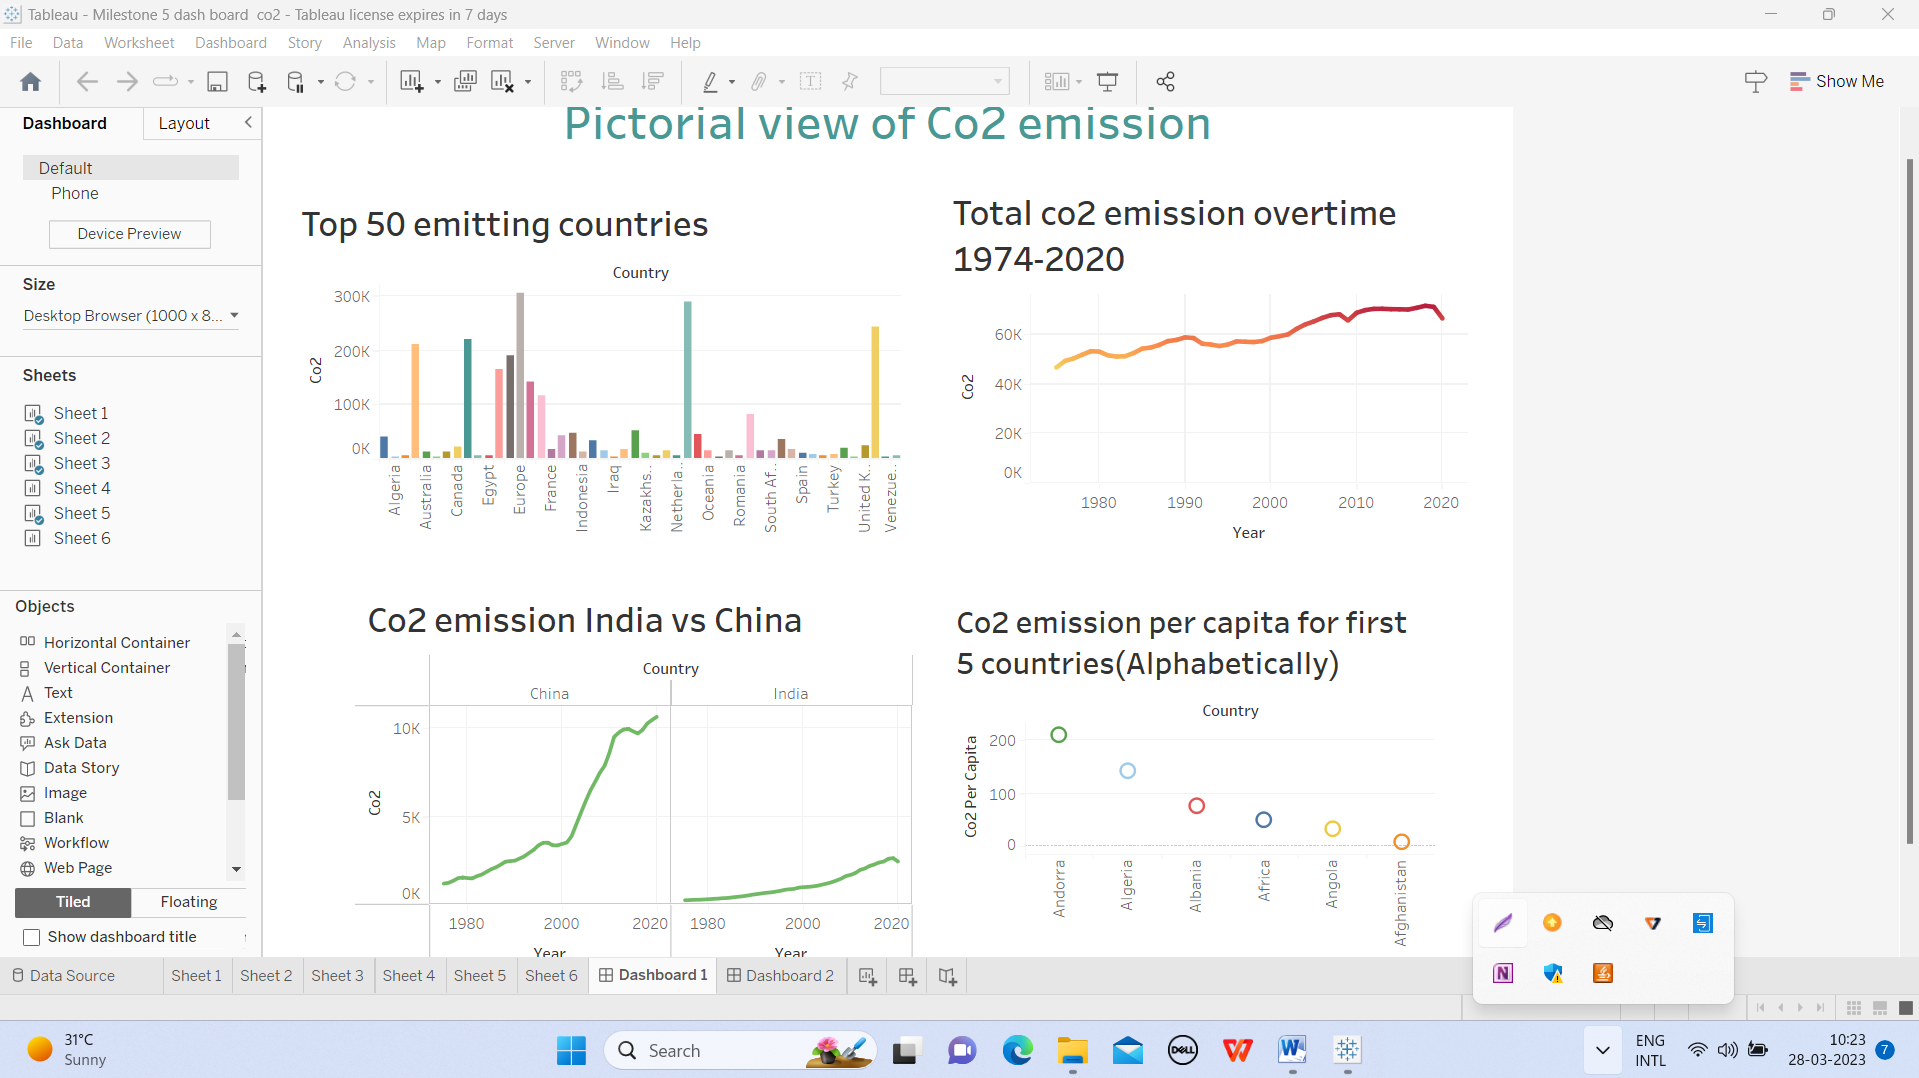 Tableau - Milestone 5 dash board  co2 - Tableau license expires in 7 days
File Data Worksheet Dashboard Story Analysis Map Format Server Window Help
Show Me
Dashboard Layout
Default
Phone
Device Preview
Size
Desktop Browser (1000 x 8...
Sheets
Sheet 1
Sheet 2
Sheet 3
Sheet 4
Sheet 5
Sheet 6
Objects
Horizontal Container
Vertical Container
Text
Extension
Ask Data
Data Story
Image
Blank
Workflow
Web Page
Tiled Floating
Show dashboard title
Pictorial view of Co2 emission
Top 50 emitting countries
Country
Co2
300K
200K
100K
0K
Algeria
Australia
Canada
Egypt
Europe
France
Indonesia
Iraq
Kazakhs..
Netherla..
Oceania
Romania
South Af..
Spain
Turkey
United K..
Venezue..
Total co2 emission overtime
1974-2020
Co2
60K
40K
20K
0K
1980 1990 2000 2010 2020
Year
Co2 emission India vs China
Country
China India
Co2
10K
5K
0K
1980 2000 2020 1980 2000 2020
Year Year
Co2 emission per capita for first
5 countries(Alphabetically)
Country
Co2 Per Capita
200
100
0
Andorra
Algeria
Albania
Africa
Angola
Afghanistan
Data Source Sheet 1 Sheet 2 Sheet 3 Sheet 4 Sheet 5 Sheet 6 Dashboard 1 Dashboard 2
31°C
Sunny
Search
DELL
ENG
INTL
10:23
28-03-2023
7